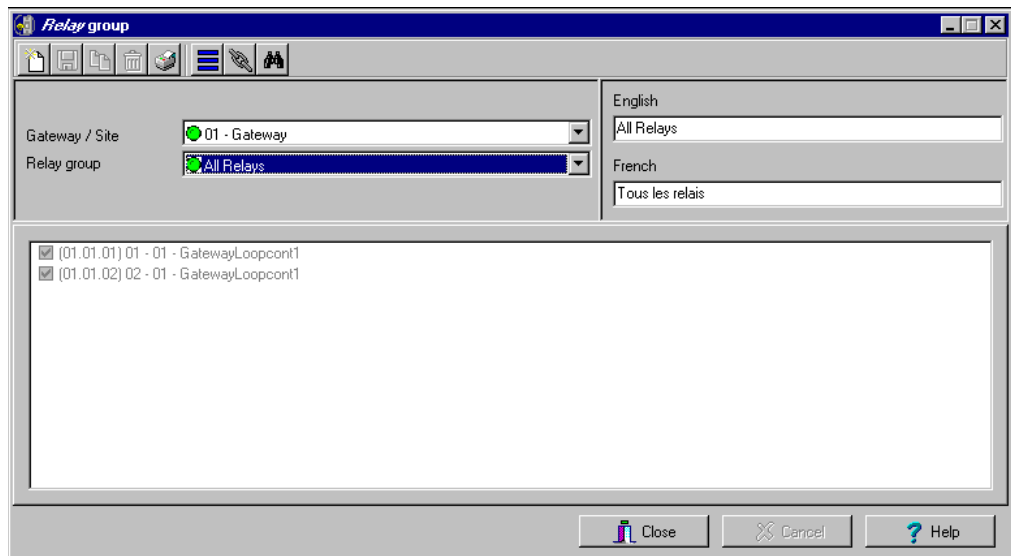 Relay group
English
Gateway / Site
01 - Gateway
All Relays
Relay group
All Relays
French
Tous les relais
(01.01.01) 01 - 01 - GatewayLoopcont1
(01.01.02) 02 - 01 - GatewayLoopcont1
Close
Cancel
Help